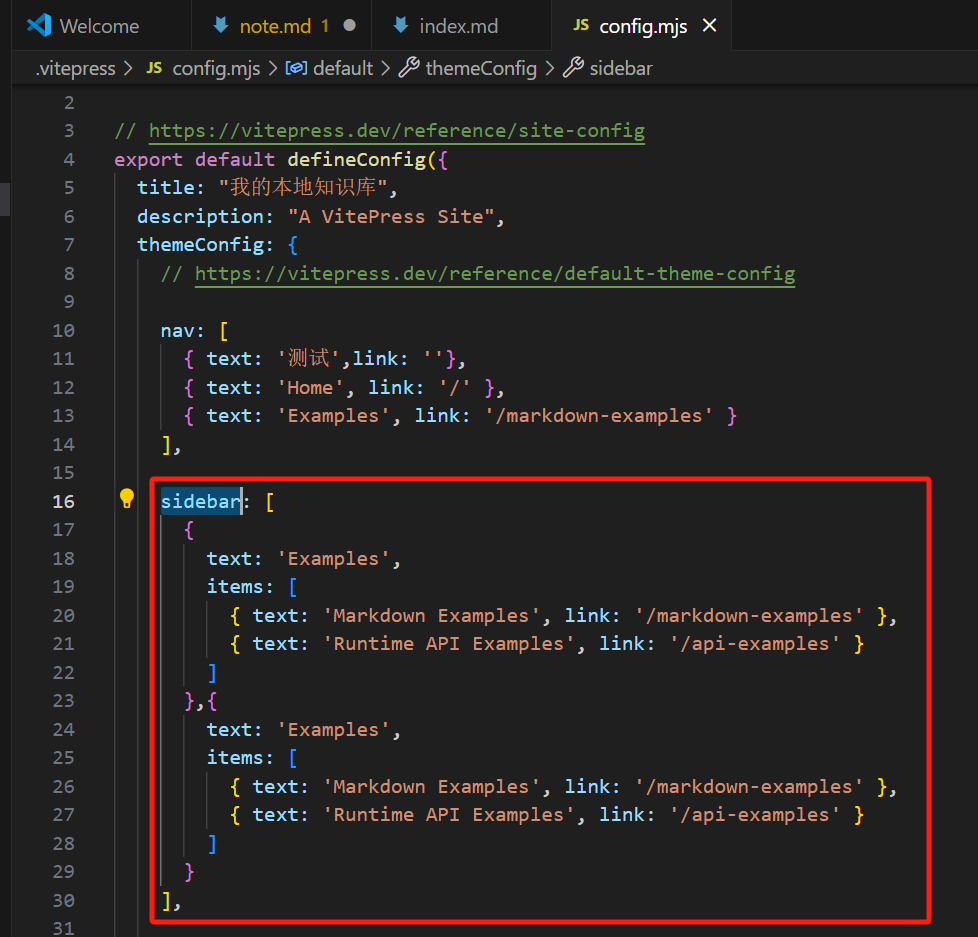 Welcome
note.md 1
index.md
JS config.mjs
.vitepress > JS config.mjs > default > themeConfig > sidebar
2
3 // https://vitepress.dev/reference/site-config
4 export default defineConfig({
5 title: "我的本地知识库",
6 description: "A VitePress Site",
7 themeConfig: {
8 // https://vitepress.dev/reference/default-theme-config
9
10 nav: [
11 { text: '测试',link: ''},
12 { text: 'Home', link: '/' },
13 { text: 'Examples', link: '/markdown-examples' }
14 ],
15
16 sidebar: [
17 {
18 text: 'Examples',
19 items: [
20 { text: 'Markdown Examples', link: '/markdown-examples' },
21 { text: 'Runtime API Examples', link: '/api-examples' }
22 ]
23 },{
24 text: 'Examples',
25 items: [
26 { text: 'Markdown Examples', link: '/markdown-examples' },
27 { text: 'Runtime API Examples', link: '/api-examples' }
28 ]
29 }
30 ],
31